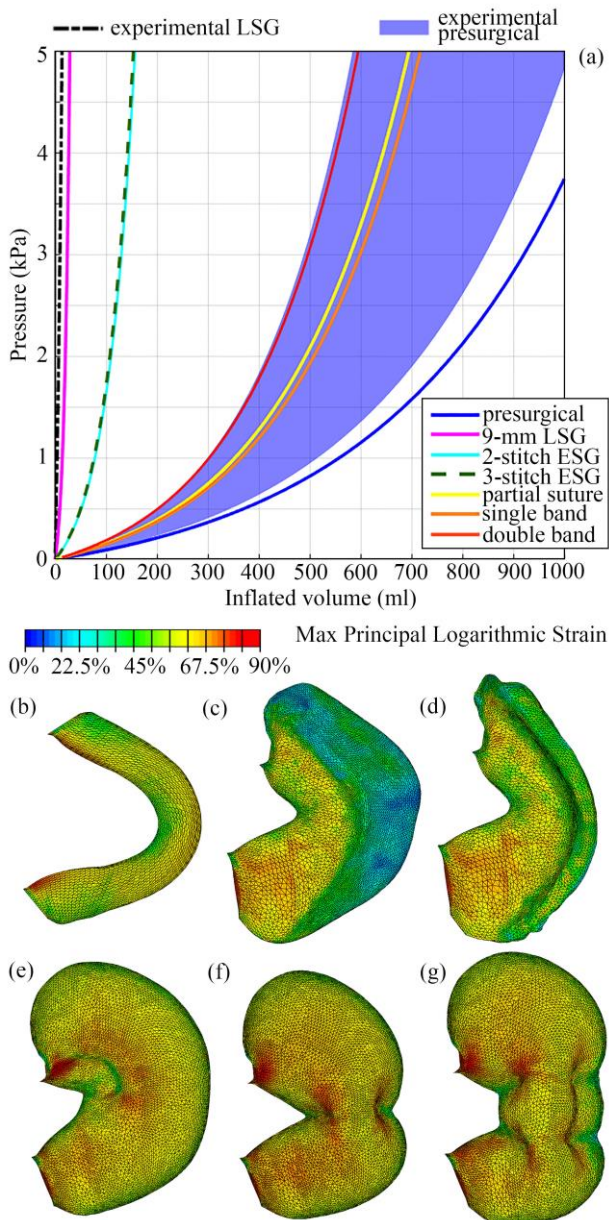 experimental LSG
experimental
presurgical
(a)
5
4
3
2
1
0
Pressure (kPa)
0 100 200 300 400 500 600 700 800 900 1000
Inflated volume (ml)
presurgical
9-mm LSG
2-stitch ESG
3-stitch ESG
partial suture
single band
double band
Max Principal Logarithmic Strain
0% 22.5% 45% 67.5% 90%
(b) (c) (d)
(e) (f) (g)